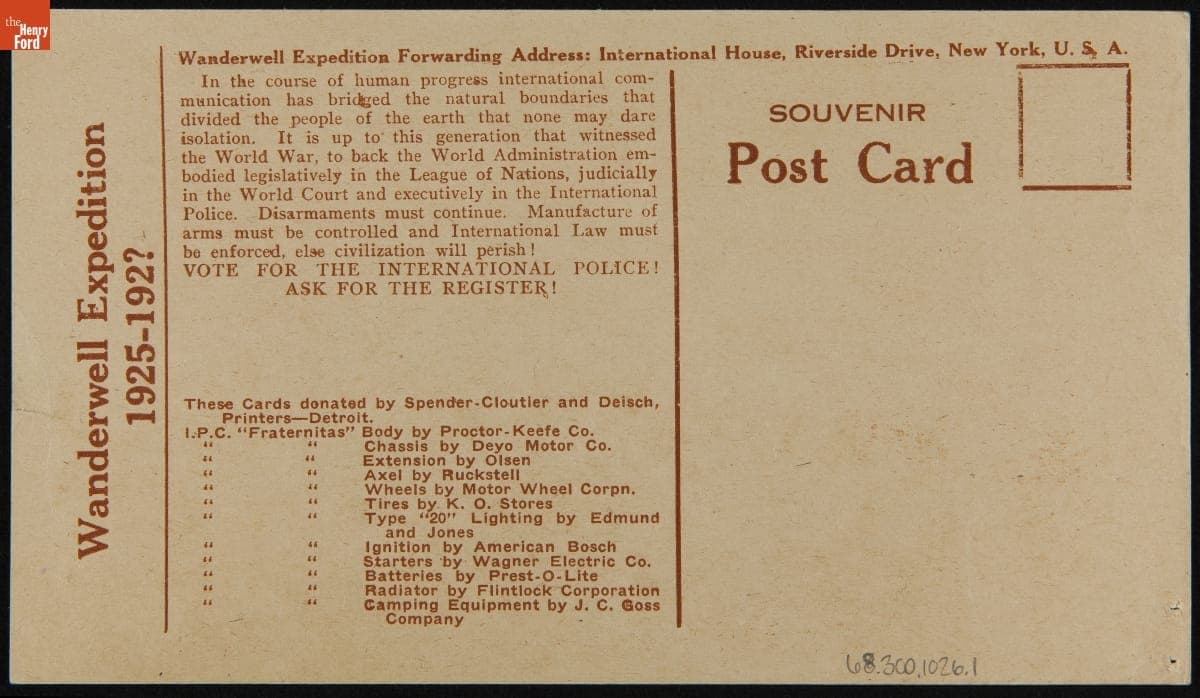 the
Henry
Ford
Wanderwell Expedition
1925-192?
Wanderwell Expedition Forwarding Address: International House, Riverside Drive, New York, U. S. A.
In the course of human progress international com-
munication has bridged the natural boundaries that
divided the people of the earth that none may dare
isolation. It is up to this generation that witnessed
the World War, to back the World Administration em-
bodied legislatively in the League of Nations, judicially
in the World Court and executively in the International
Police. Disarmaments must continue. Manufacture of
arms must be controlled and International Law must
be enforced, else civilization will perish!
VOTE FOR THE INTERNATIONAL POLICE!
ASK FOR THE REGISTER!
These Cards donated by Spender-Cloutier and Deisch,
Printers—Detroit.
I.P.C. "Fraternitas" Body by Proctor-Keefe Co.
" " Chassis by Deyo Motor Co.
" " Extension by Olsen
" " Axel by Ruckstell
" " Wheels by Motor Wheel Corpn.
" " Tires by K. O. Stores
" " Type "20" Lighting by Edmund
and Jones
" " Ignition by American Bosch
" " Starters by Wagner Electric Co.
" " Batteries by Prest-O-Lite
" " Radiator by Flintlock Corporation
" " Camping Equipment by J. C. Goss
Company
SOUVENIR
Post Card
68.300.1026.1